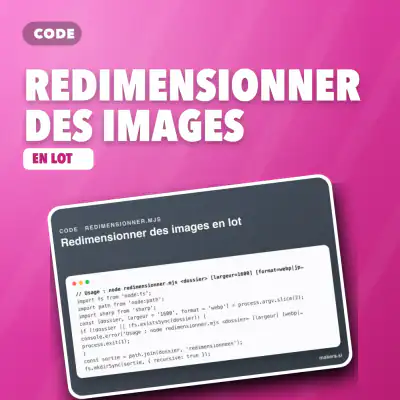 CODE
REDIMENSIONNER
DES IMAGES
EN LOT
CODE REDIMENSIONNER.MJS
Redimensionner des images en lot
// Usage : node redimensionner.mjs <dossier> [largeur=1600] [format=webp|jp…
import fs from 'node:fs';
import path from 'node:path';
import sharp from 'sharp';
const [dossier, largeur = '1600', format = 'webp'] = process.argv.slice(2);
if (!dossier || !fs.existsSync(dossier)) {
console.error('Usage : node redimensionner.mjs <dossier> [largeur] [webp|…
process.exit(1);
}
const sortie = path.join(dossier, 'redimensionnees');
fs.mkdirSync(sortie, { recursive: true });